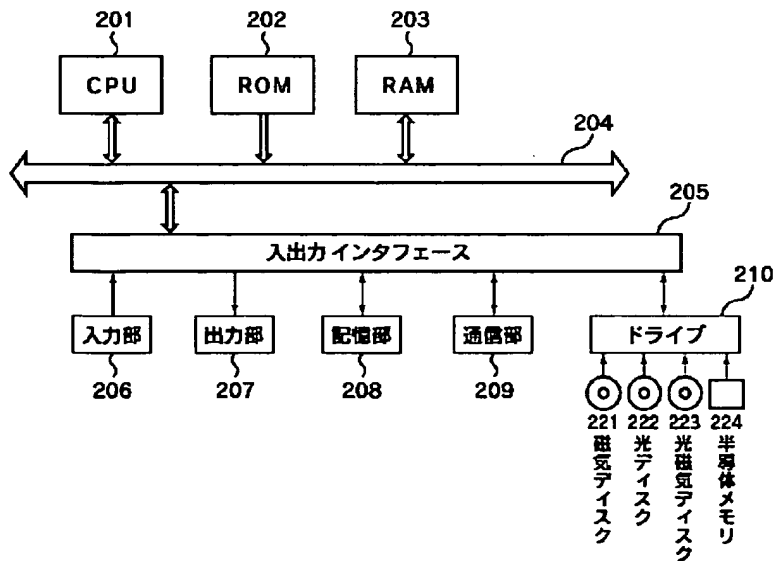 201
202
203
CPU
ROM
RAM
204
205
入出力インタフェース
210
入力部
出力部
記憶部
通信部
ドライブ
206
207
208
209
221
222
223
224
磁気ディスク
光ディスク
光磁気ディスク
半導体メモリ